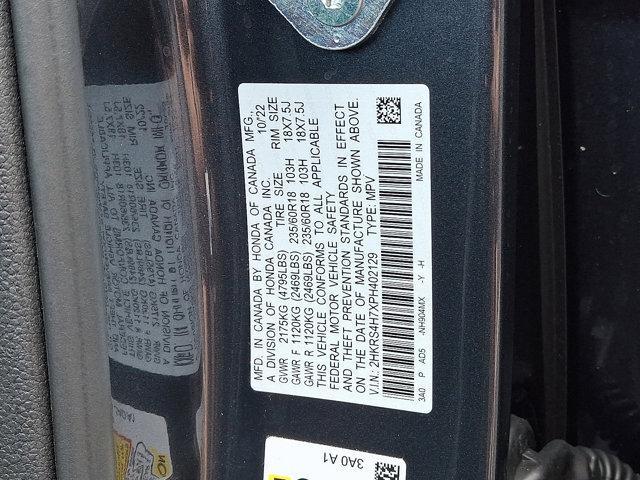 MFD. IN CANADA BY HONDA OF CANADA MFG.,
A DIVISION OF HONDA CANADA INC. 10/22
GVWR 2175KG (4795LBS) TIRE SIZE RIM SIZE
GAWR F 1120KG (2469LBS) 235/60R18 103H 18X7.5J
GAWR R 1120KG (2469LBS) 235/60R18 103H 18X7.5J
THIS VEHICLE CONFORMS TO ALL APPLICABLE
FEDERAL MOTOR VEHICLE SAFETY
AND THEFT PREVENTION STANDARDS IN EFFECT
ON THE DATE OF MANUFACTURE SHOWN ABOVE.
V.I.N.: 2HKRS4H7XPH402129 TYPE: MPV
3A0 P AD5 -NH904MX -Y -H MADE IN CANADA
3A0 A1